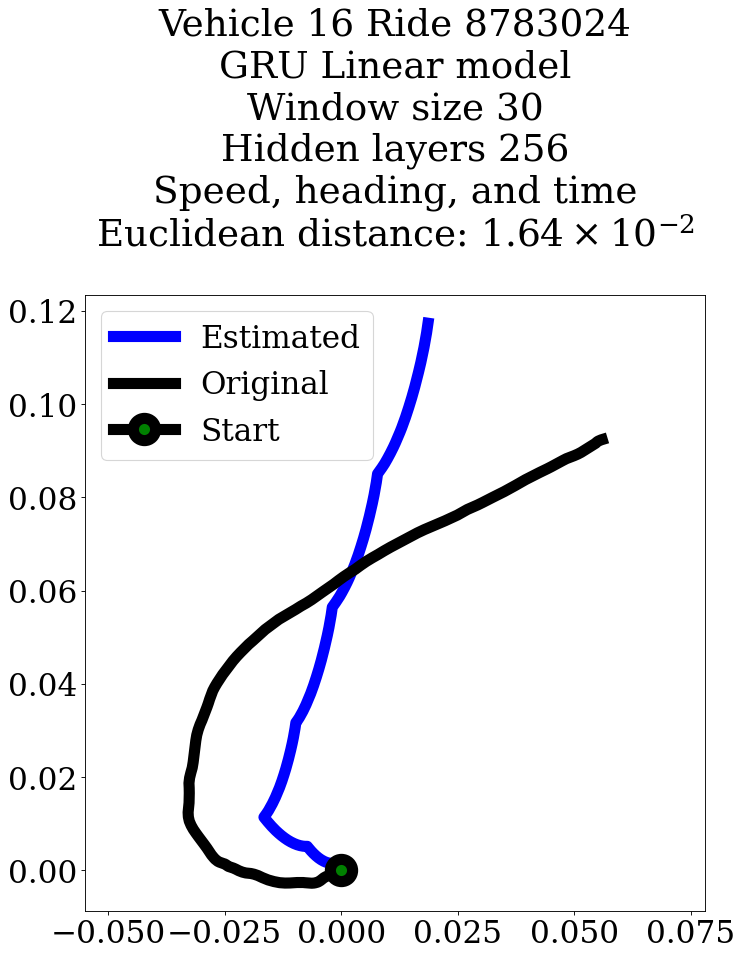 Vehicle 16 Ride 8783024
GRU Linear model
Window size 30
Hidden layers 256
Speed, heading, and time
Euclidean distance: 1.64 × 10⁻²
0.12
Estimated
0.10
Original
Start
0.08
0.06
0.04
0.02
0.00
−0.050 −0.025 0.000 0.025 0.050 0.075